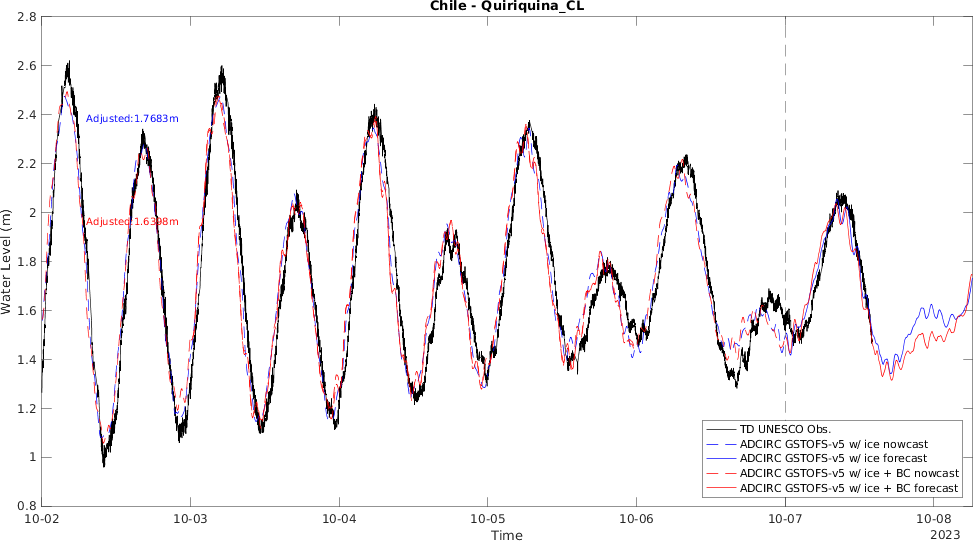 Chile - Quiriquina_CL
2.8
2.6
2.4
2.2
2
1.8
1.6
1.4
1.2
1
0.8
Water Level (m)
Adjusted:1.7683m
Adjusted:1.6398m
TD UNESCO Obs.
ADCIRC GSTOFS-v5 w/ ice nowcast
ADCIRC GSTOFS-v5 w/ ice forecast
ADCIRC GSTOFS-v5 w/ ice + BC nowcast
ADCIRC GSTOFS-v5 w/ ice + BC forecast
10-02 10-03 10-04 10-05 10-06 10-07 10-08
Time
2023